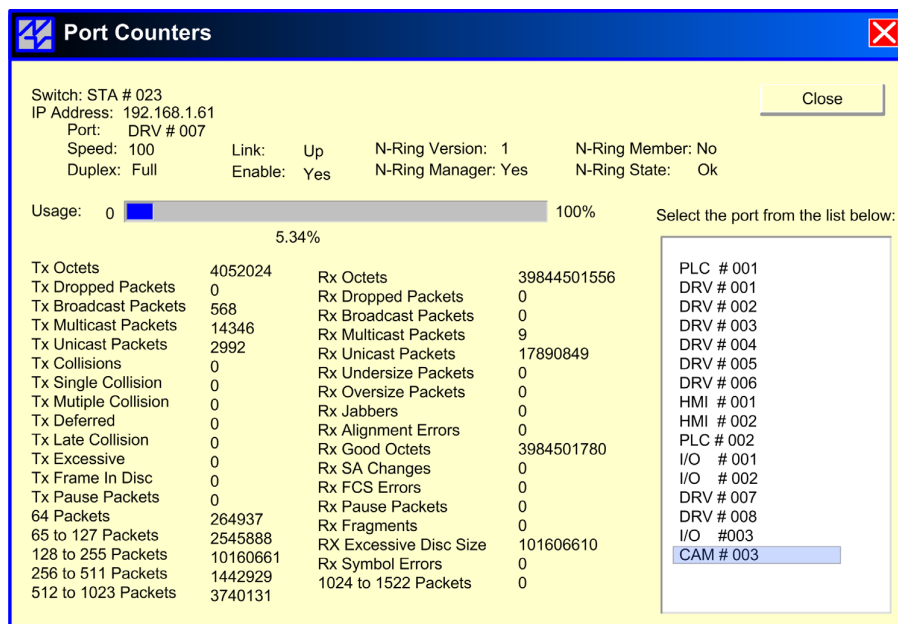 Port Counters
Switch: STA # 023
IP Address: 192.168.1.61
Close
Port: DRV # 007
Speed: 100 Link: Up N-Ring Version: 1 N-Ring Member: No
Duplex: Full Enable: Yes N-Ring Manager: Yes N-Ring State: Ok
Usage: 0 100%
5.34%
Tx Octets 4052024
Tx Dropped Packets 0
Tx Broadcast Packets 568
Tx Multicast Packets 14346
Tx Unicast Packets 2992
Tx Collisions 0
Tx Single Collision 0
Tx Mutiple Collision 0
Tx Deferred 0
Tx Late Collision 0
Tx Excessive 0
Tx Frame In Disc 0
Tx Pause Packets 0
64 Packets 264937
65 to 127 Packets 2545888
128 to 255 Packets 10160661
256 to 511 Packets 1442929
512 to 1023 Packets 3740131
Rx Octets 39844501556
Rx Dropped Packets 0
Rx Broadcast Packets 0
Rx Multicast Packets 9
Rx Unicast Packets 17890849
Rx Undersize Packets 0
Rx Oversize Packets 0
Rx Jabbers 0
Rx Alignment Errors 0
Rx Good Octets 3984501780
Rx SA Changes 0
Rx FCS Errors 0
Rx Pause Packets 0
Rx Fragments 0
RX Excessive Disc Size 101606610
Rx Symbol Errors 0
1024 to 1522 Packets 0
Select the port from the list below:
PLC # 001
DRV # 001
DRV # 002
DRV # 003
DRV # 004
DRV # 005
DRV # 006
HMI # 001
HMI # 002
PLC # 002
I/O # 001
I/O # 002
DRV # 007
DRV # 008
I/O #003
CAM # 003